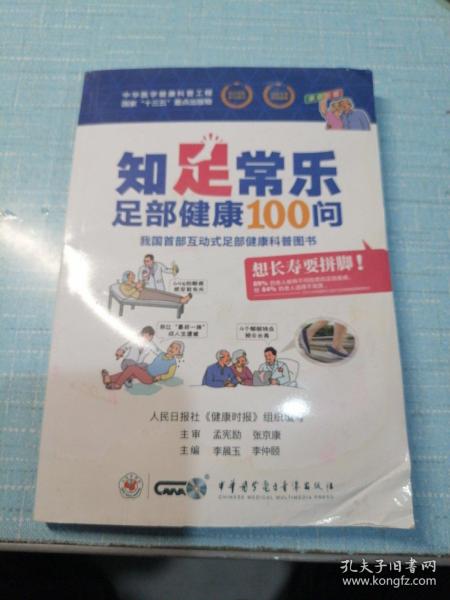 中华医学健康科普工程
国家“十三五”重点出版物
知足常乐
足部健康100问
我国首部互动式足部健康科普图书
想长寿要拼脚！
人民日报社《健康时报》组织编写
主审 孟宪励 张京康
主编 李晨玉 李仲颐
中华医学电子音像出版社
CHINESE MEDICAL MULTIMEDIA PRESS
孔夫子旧书网
www.kongfz.com